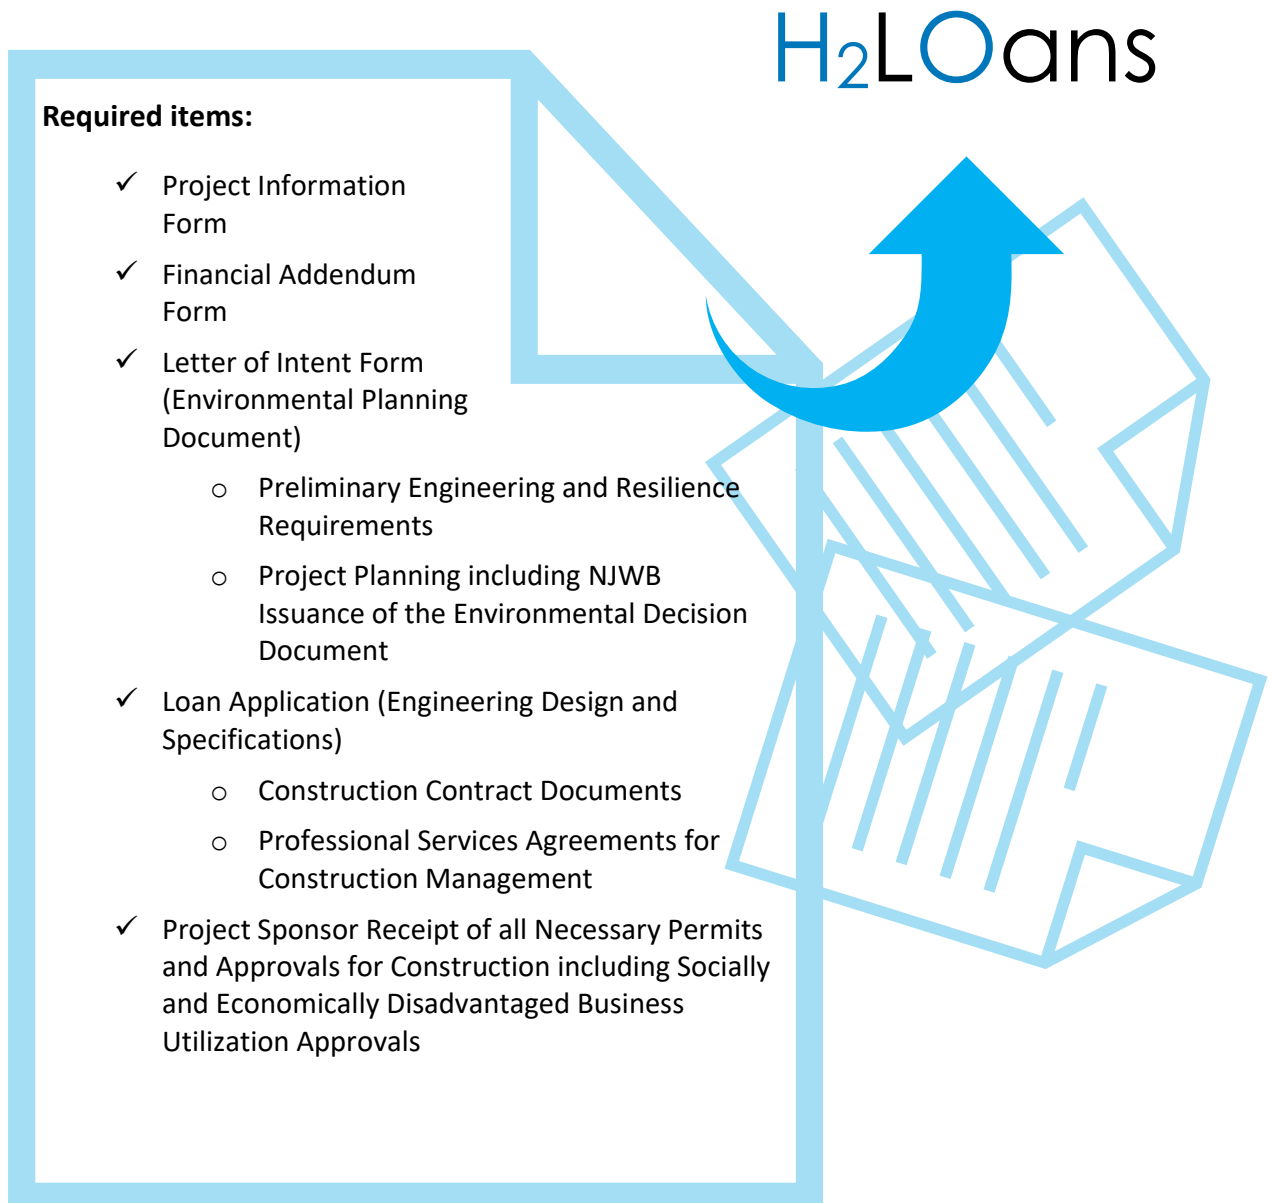 H2LOans
Required items:
✓ Project Information
Form
✓ Financial Addendum
Form
✓ Letter of Intent Form
(Environmental Planning
Document)
o Preliminary Engineering and Resilience
Requirements
o Project Planning including NJWB
Issuance of the Environmental Decision
Document
✓ Loan Application (Engineering Design and
Specifications)
o Construction Contract Documents
o Professional Services Agreements for
Construction Management
✓ Project Sponsor Receipt of all Necessary Permits
and Approvals for Construction including Socially
and Economically Disadvantaged Business
Utilization Approvals